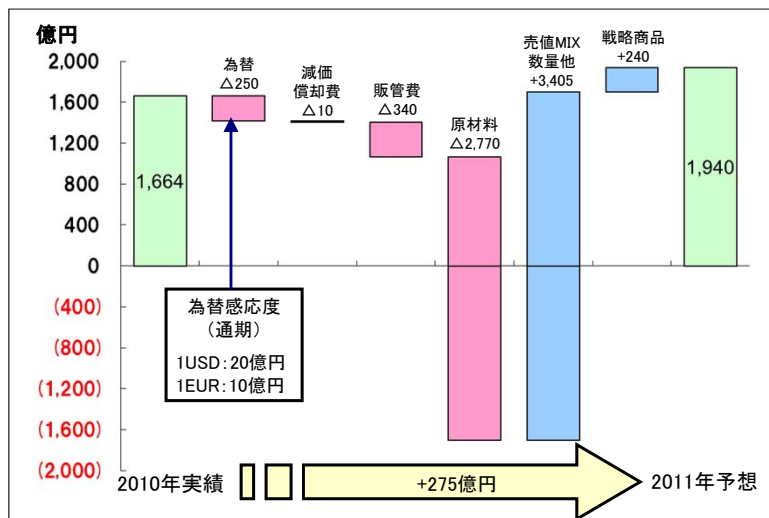 億円
2,000
1,600
1,200
800
400
0
(400)
(800)
(1,200)
(1,600)
(2,000)
1,664
為替
△250
減価
償却費
△10
販管費
△340
原材料
△2,770
売値MIX
数量他
+3,405
戦略商品
+240
1,940
為替感応度
（通期）
1USD：20億円
1EUR：10億円
2010年実績
+275億円
2011年予想